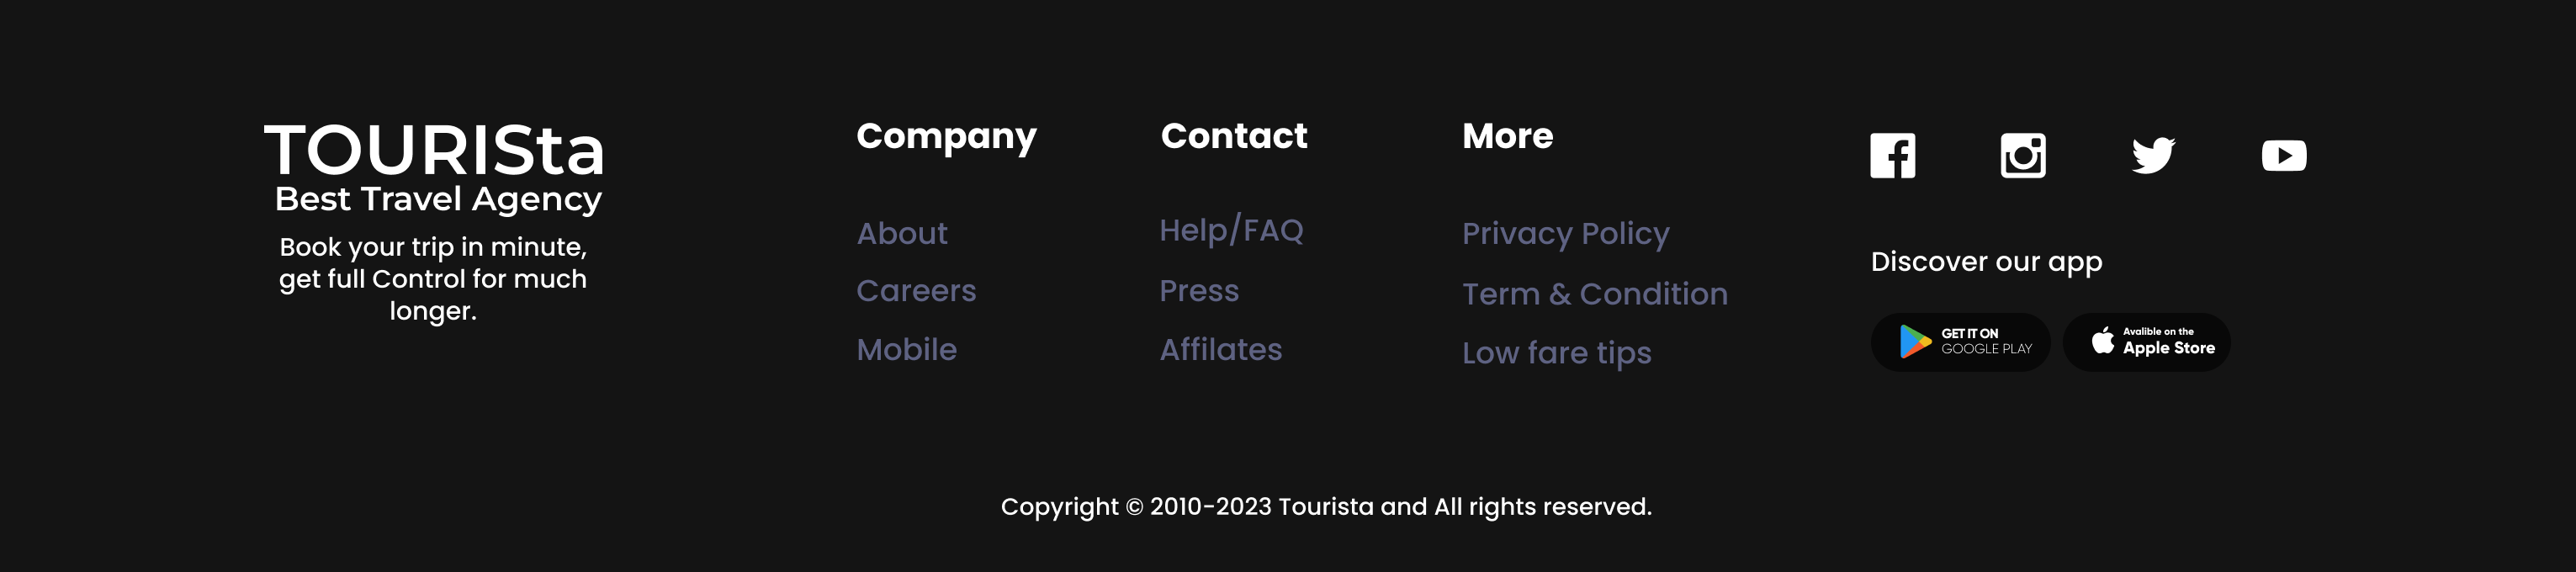 TOURISta
Best Travel Agency
Book your trip in minute,
get full Control for much
longer.
Company
About
Careers
Mobile
Contact
Help/FAQ
Press
Affilates
More
Privacy Policy
Term & Condition
Low fare tips
Discover our app
GET IT ON
GOOGLE PLAY
Avalible on the
Apple Store
Copyright © 2010-2023 Tourista and All rights reserved.